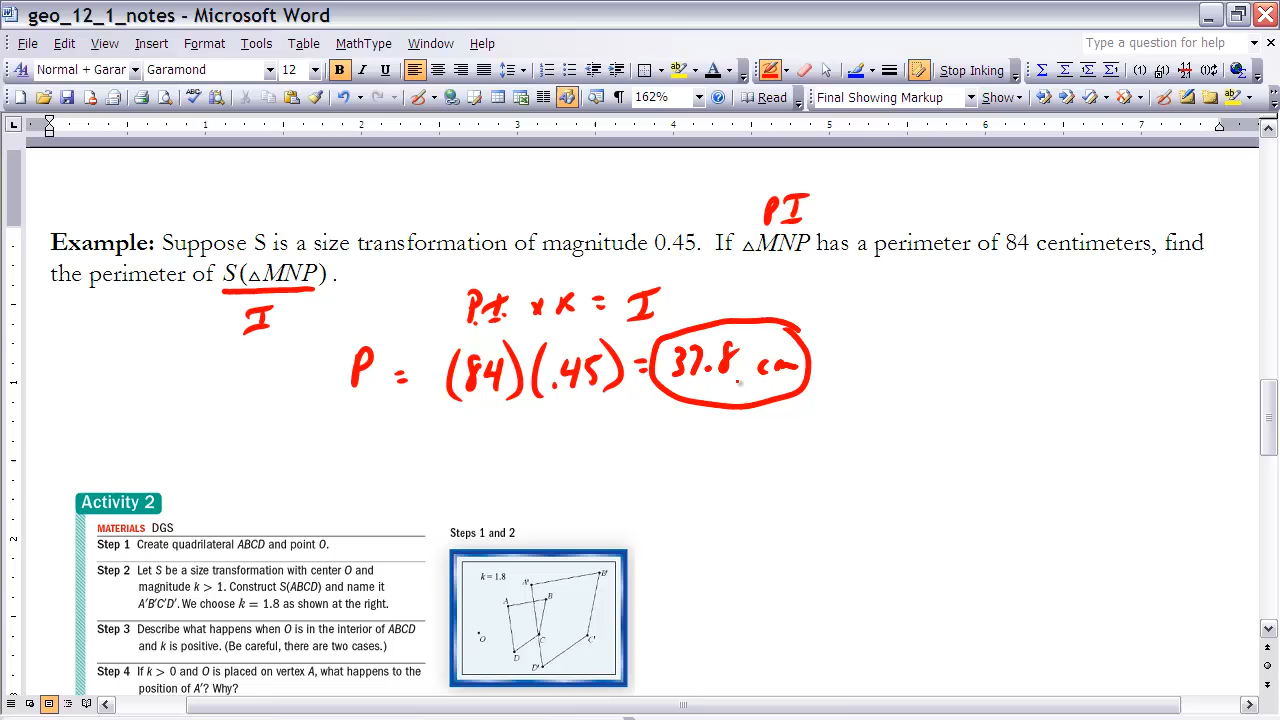 geo_12_1_notes - Microsoft Word
File Edit View Insert Format Tools Table MathType Window Help Type a question for help
Normal + Garar Garamond 12 B I U Stop Inking
162% Read Final Showing Markup Show
1 2 3 4 5 6 7
PI
Example: Suppose S is a size transformation of magnitude 0.45. If △MNP has a perimeter of 84 centimeters, find
the perimeter of S(△MNP).
I
P.I. x K = I
P = (84)(.45) = 37.8 cm
Activity 2
MATERIALS DGS
Step 1 Create quadrilateral ABCD and point O.
Step 2 Let S be a size transformation with center O and
magnitude k > 1. Construct S(ABCD) and name it
A'B'C'D'. We choose k = 1.8 as shown at the right.
Step 3 Describe what happens when O is in the interior of ABCD
and k is positive. (Be careful, there are two cases.)
Step 4 If k > 0 and O is placed on vertex A, what happens to the
position of A'? Why?
Steps 1 and 2
k = 1.8
A' B'
A B
O C C'
D D'